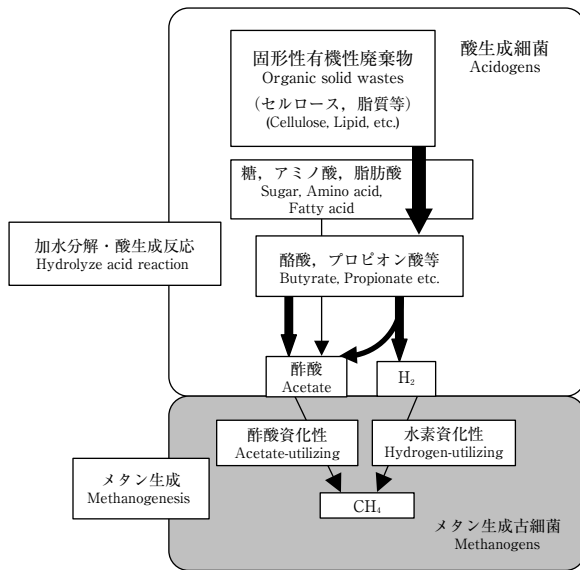 固形性有機性廃棄物
Organic solid wastes
（セルロース，脂質等）
(Cellulose, Lipid, etc.)
酸生成細菌
Acidogens
糖，アミノ酸，脂肪酸
Sugar, Amino acid,
Fatty acid
加水分解・酸生成反応
Hydrolyze acid reaction
酪酸，プロピオン酸等
Butyrate, Propionate etc.
酢酸
Acetate
H₂
酢酸資化性
Acetate-utilizing
水素資化性
Hydrogen-utilizing
メタン生成
Methanogenesis
CH₄
メタン生成古細菌
Methanogens